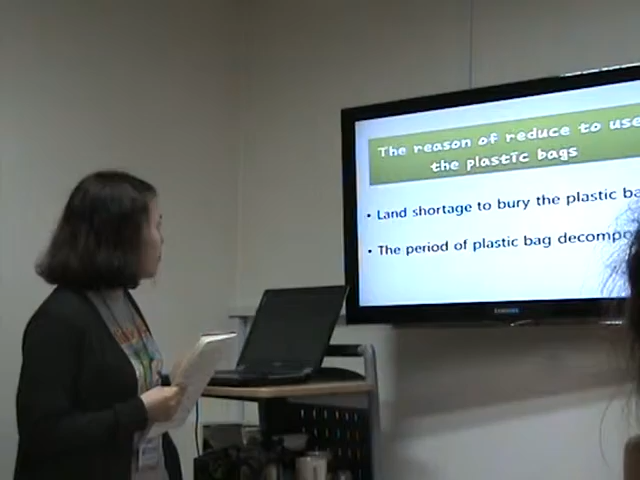 The reason of reduce to use
the plastic bags
• Land shortage to bury the plastic ba
• The period of plastic bag decompo
SAMSUNG